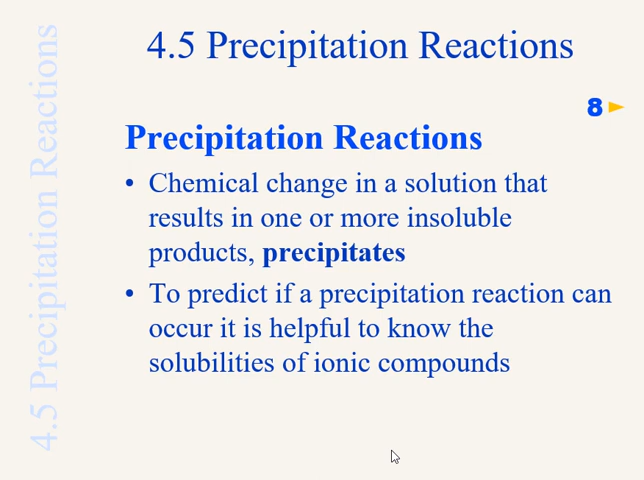 4.5 Precipitation Reactions
4.5 Precipitation Reactions
8
Precipitation Reactions
• Chemical change in a solution that
results in one or more insoluble
products, precipitates
• To predict if a precipitation reaction can
occur it is helpful to know the
solubilities of ionic compounds